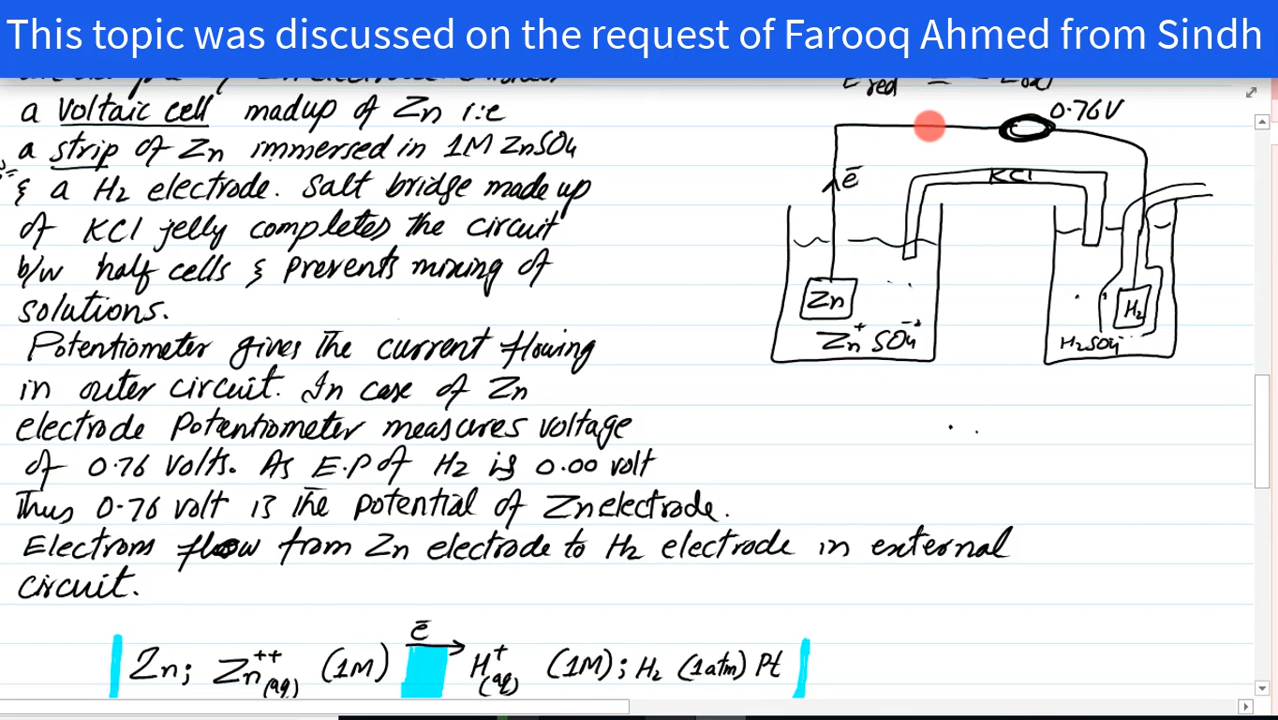 This topic was discussed on the request of Farooq Ahmed from Sindh
a voltaic cell madup of Zn i:e
a strip of Zn immersed in 1M ZnSO4
& a H2 electrode. Salt bridge made up
of KCl jelly completes the circuit
b/w half cells & prevents mixing of
solutions.
Potentiometer gives the current flowing
in outer circuit. In case of Zn
electrode Potentiometer measures voltage
of 0.76 Volts. As E.P of H2 is 0.00 volt
Thus 0.76 volt is the potential of Zn electrode.
Electrons flow from Zn electrode to H2 electrode in external
circuit.
Ered = -
0.76V
ē
KCl
Zn
H2
Zn+ SO4--
H2SO4
ē
Zn; Zn++(aq) (1M) → H+(aq) (1M); H2 (1atm) Pt